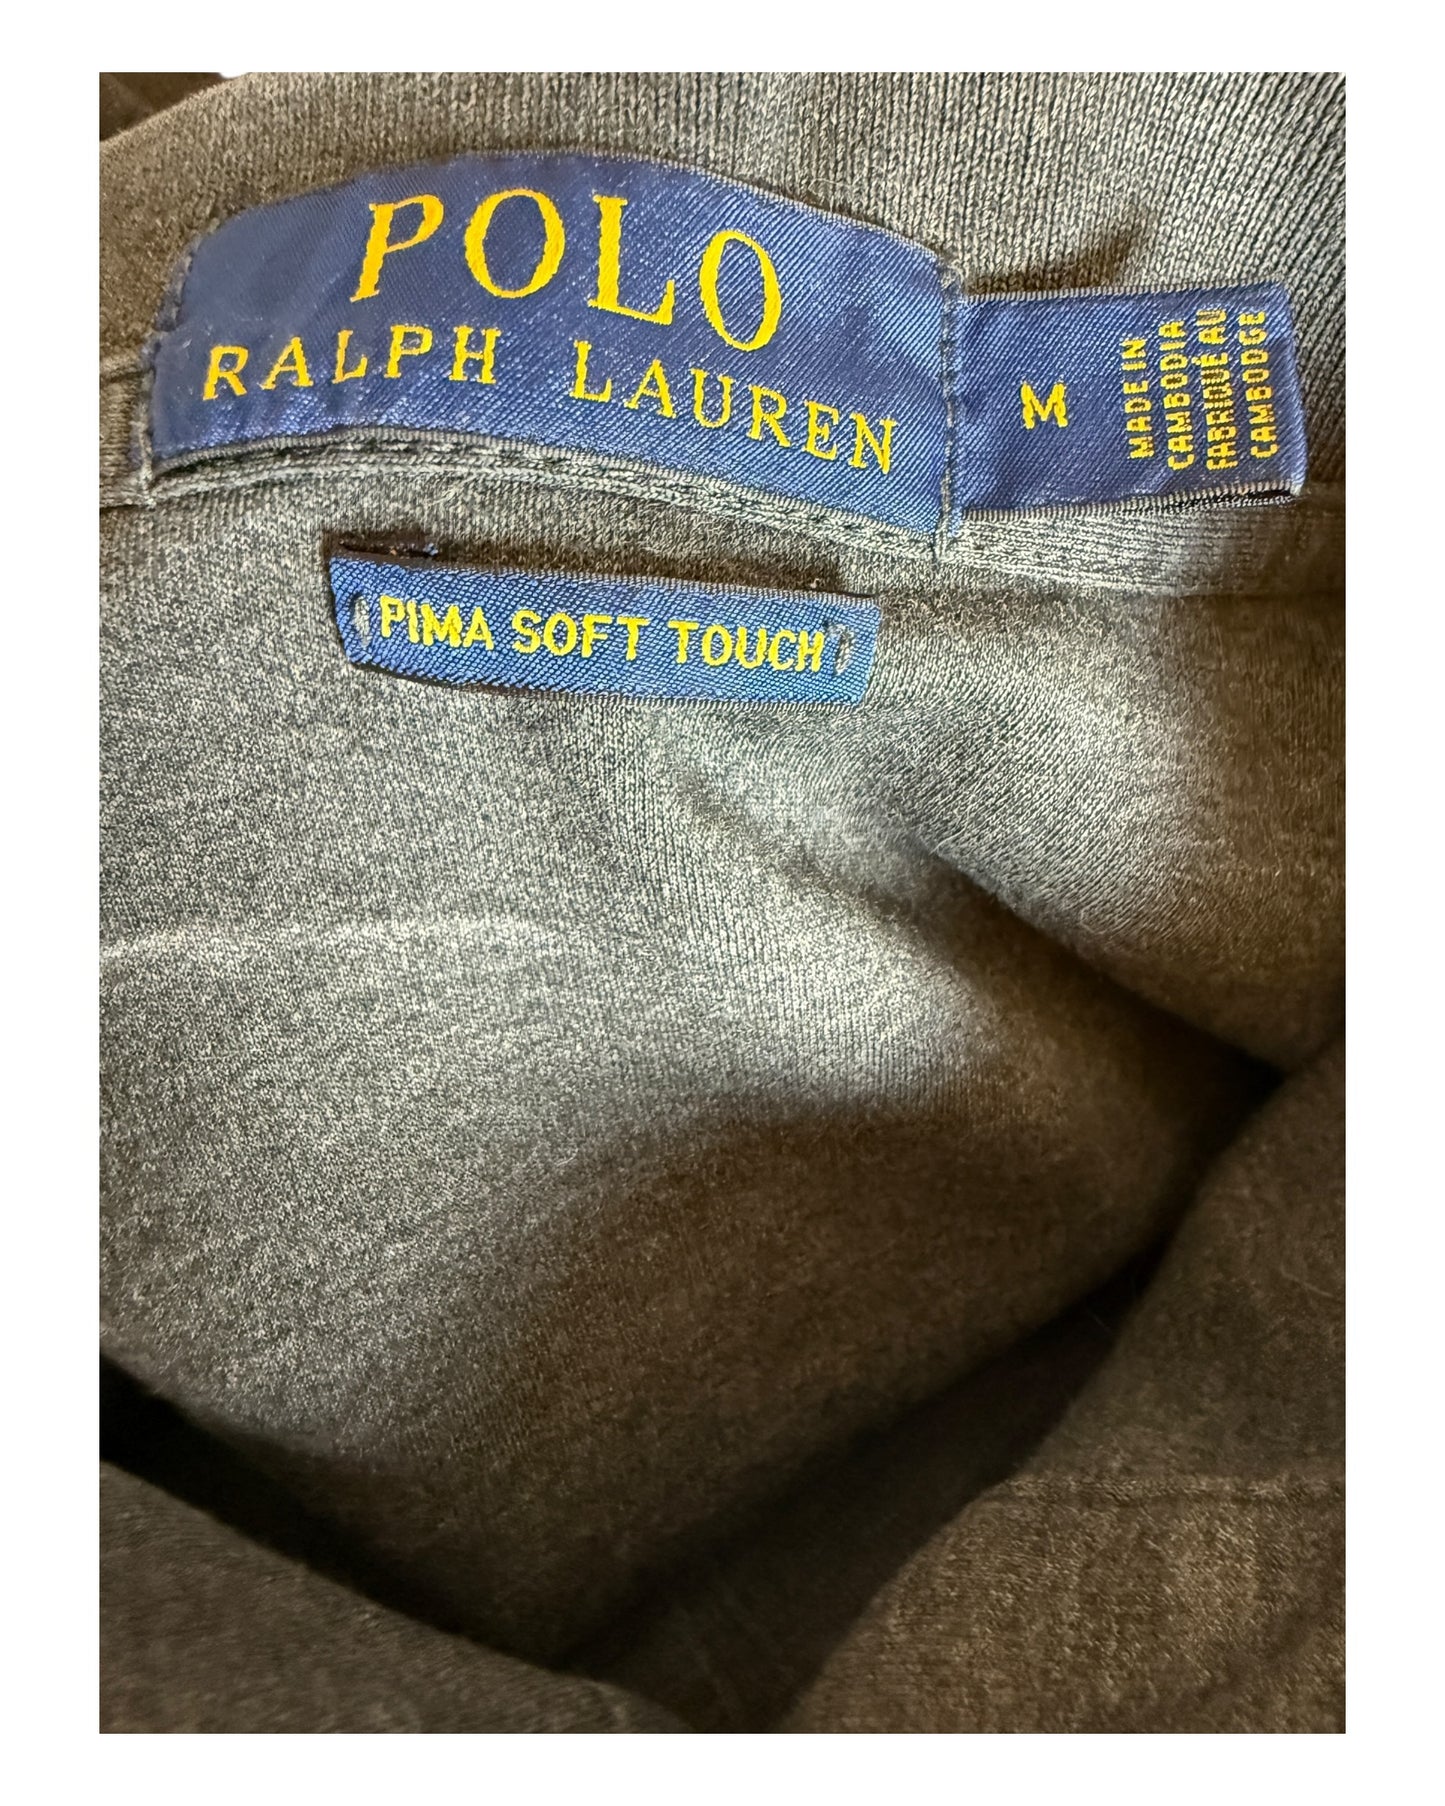 POLO
RALPH LAUREN
M
MADE IN
CAMBODIA
FABRIQUÉ AU
CAMBODGE
PIMA SOFT TOUCH